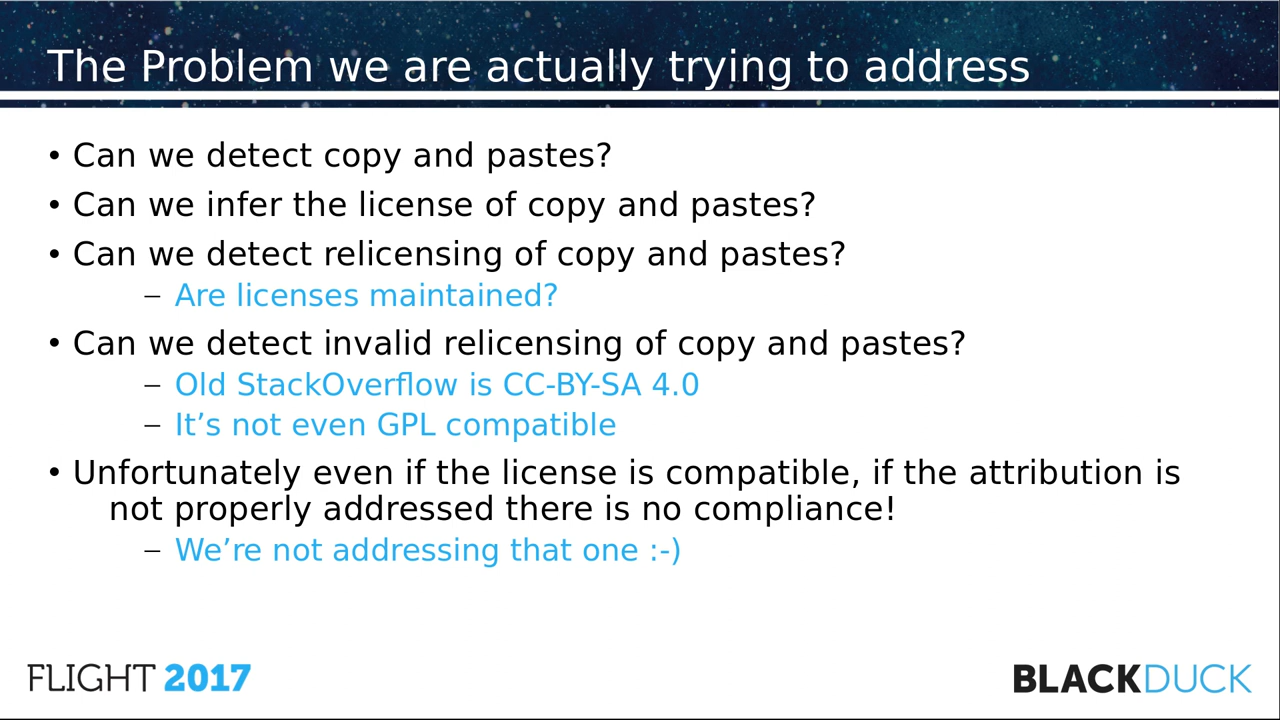 The Problem we are actually trying to address
• Can we detect copy and pastes?
• Can we infer the license of copy and pastes?
• Can we detect relicensing of copy and pastes?
– Are licenses maintained?
• Can we detect invalid relicensing of copy and pastes?
– Old StackOverflow is CC-BY-SA 4.0
– It’s not even GPL compatible
• Unfortunately even if the license is compatible, if the attribution is
not properly addressed there is no compliance!
– We’re not addressing that one :-)
FLIGHT 2017
BLACKDUCK